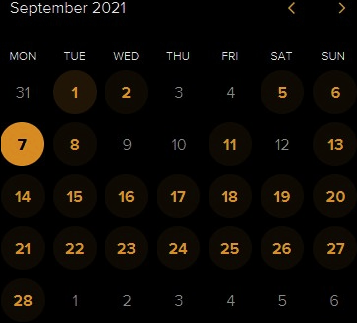 September 2021
MON TUE WED THU FRI SAT SUN
31 1 2 3 4 5 6
7 8 9 10 11 12 13
14 15 16 17 18 19 20
21 22 23 24 25 26 27
28 1 2 3 4 5 6